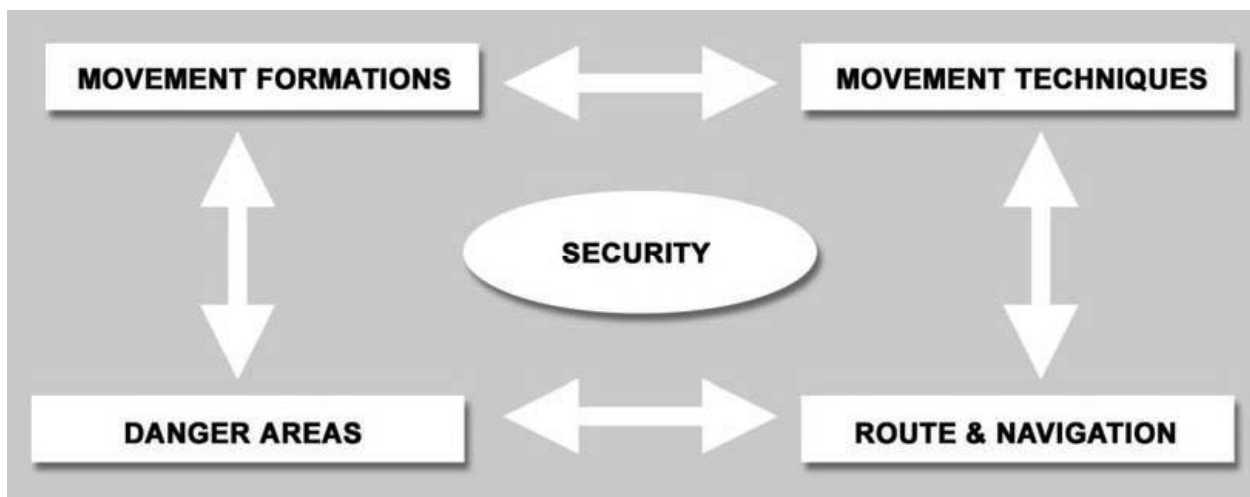 MOVEMENT FORMATIONS
MOVEMENT TECHNIQUES
SECURITY
DANGER AREAS
ROUTE & NAVIGATION